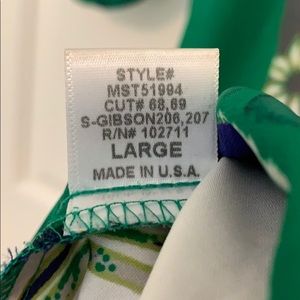 STYLE#
MST51994
CUT# 68,69
S-GIBSON206,207
R/N# 102711
LARGE
MADE IN U.S.A.